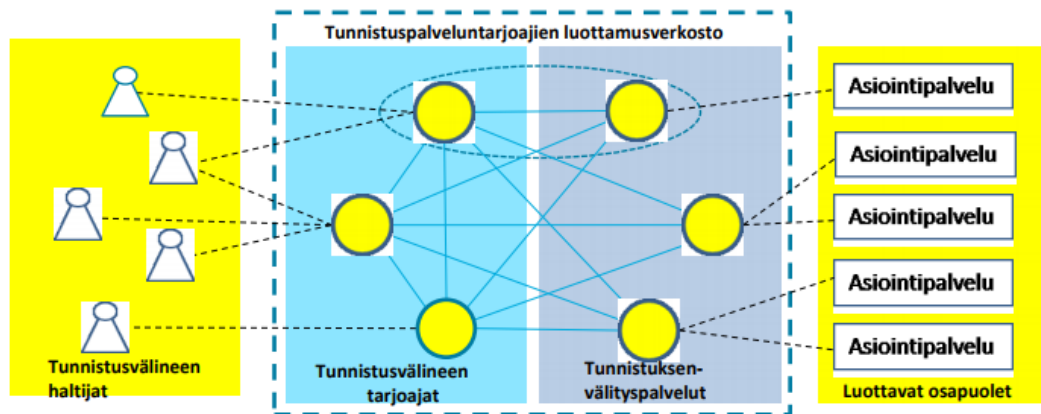 Tunnistuspalveluntarjoajien luottamusverkosto
Asiointipalvelu
Asiointipalvelu
Asiointipalvelu
Asiointipalvelu
Asiointipalvelu
Tunnistusvälineen
haltijat
Tunnistusvälineen
tarjoajat
Tunnistuksen-
välityspalvelut
Luottavat osapuolet